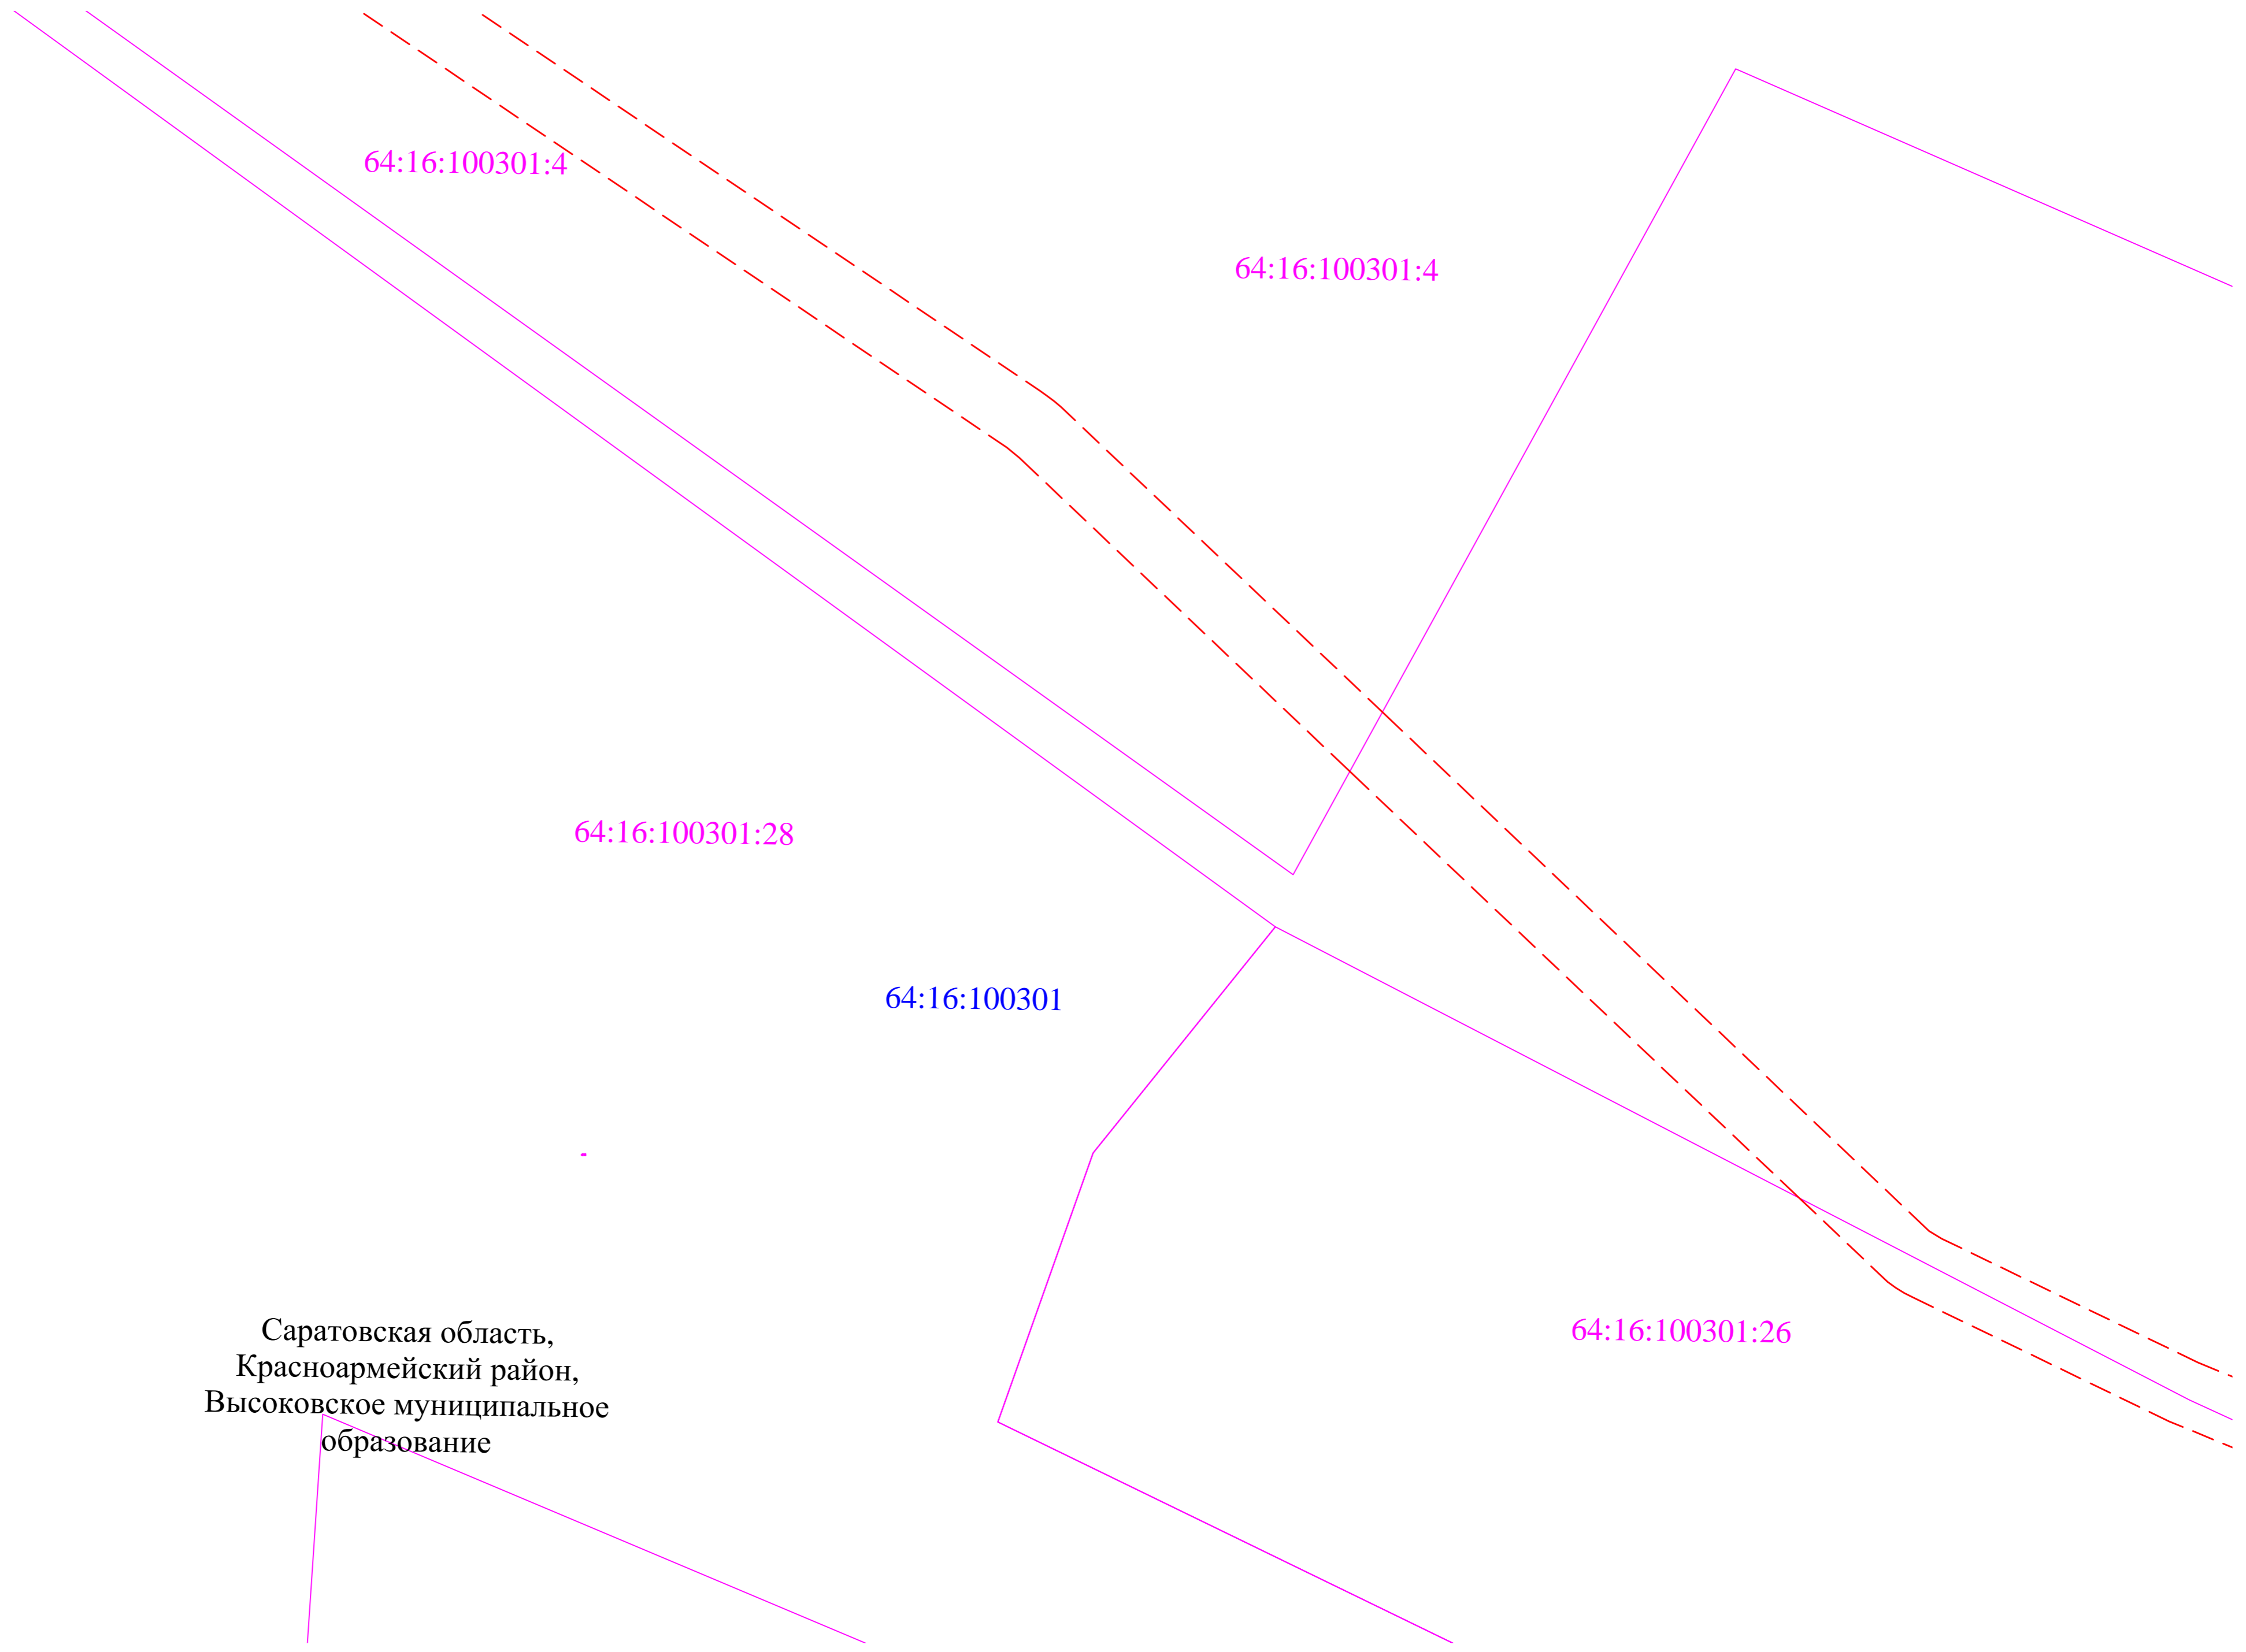 64:16:100301:4
64:16:100301:4
64:16:100301:28
64:16:100301
Саратовская область,
Красноармейский район,
Высоковское муниципальное
образование
64:16:100301:26